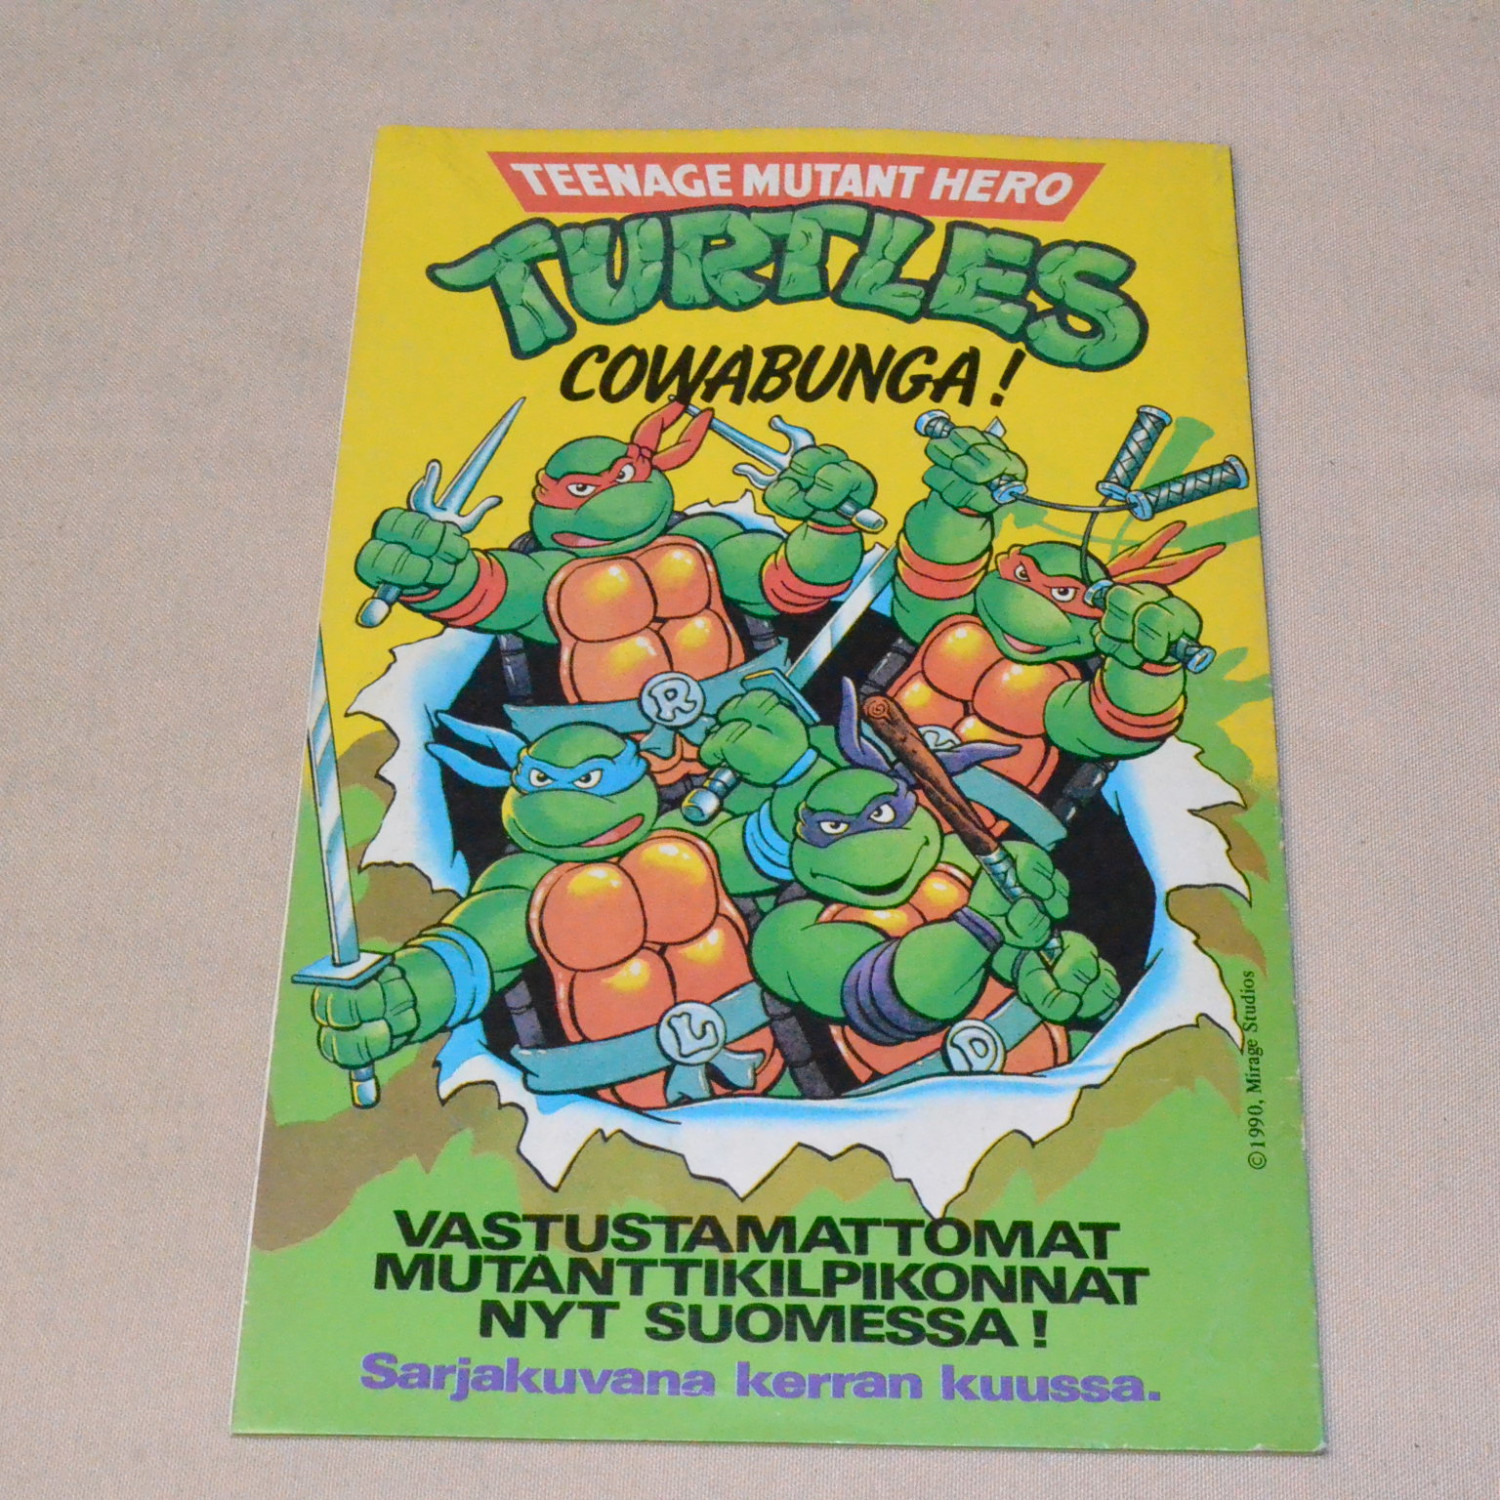 TEENAGE MUTANT HERO
TURTLES
COWABUNGA!
R
L
D
© 1990, Mirage Studios
VASTUSTAMATTOMAT
MUTANTTIKILPIKONNAT
NYT SUOMESSA!
Sarjakuvana kerran kuussa.